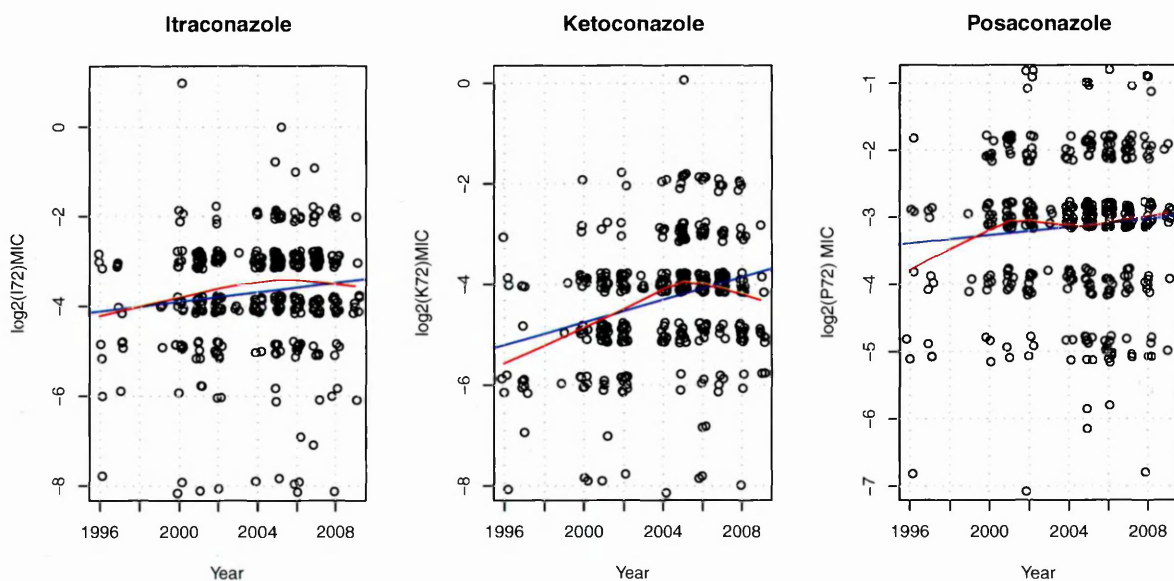 Itraconazole
log2(I72)MIC
0
-2
-4
-6
-8
1996 2000 2004 2008
Year
Ketoconazole
log2(K72)MIC
0
-2
-4
-6
-8
1996 2000 2004 2008
Year
Posaconazole
log2(P72) MIC
-1
-2
-3
-4
-5
-6
-7
2000 2004 2008
1996
Year